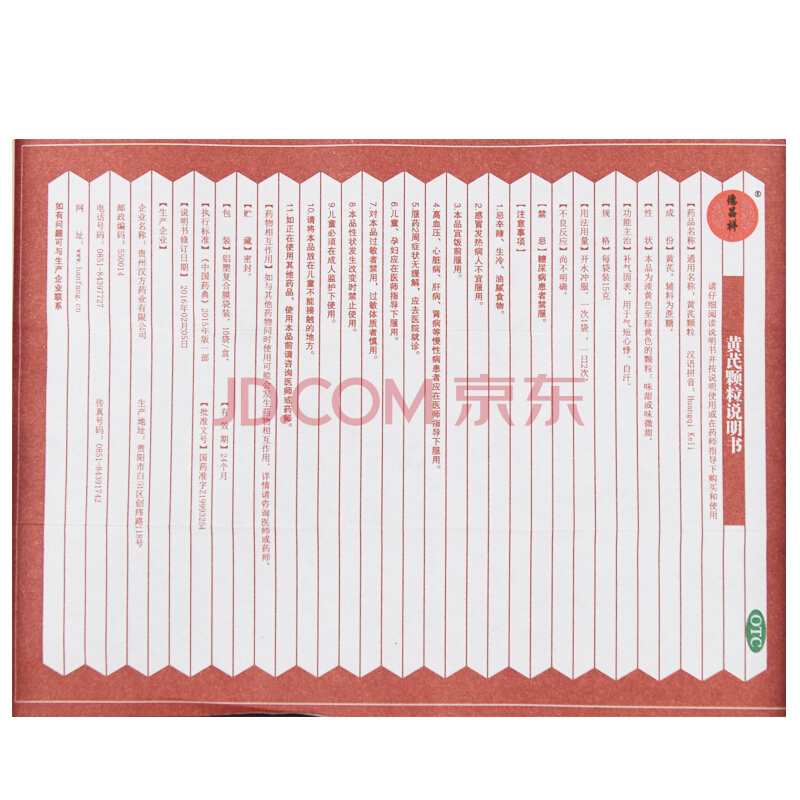 德昌祥
®
黄芪颗粒说明书
请仔细阅读说明书并按说明使用或在药师指导下购买和使用
【药品名称】通用名称：黄芪颗粒 汉语拼音：Huangqi Keli
【成 份】黄芪。辅料为蔗糖。
【性 状】本品为淡黄色至棕黄色的颗粒；味甜或味微甜。
【功能主治】补气固表。用于气短心悸，自汗。
【规 格】每袋装15克
【用法用量】开水冲服。一次1袋，一日2次。
【不良反应】尚不明确。
【禁 忌】糖尿病患者禁服。
【注意事项】
1.忌辛辣、生冷、油腻食物。
2.感冒发热病人不宜服用。
3.本品宜饭前服用。
4.高血压、心脏病、肝病、肾病等慢性病患者应在医师指导下服用。
5.服药2周症状无缓解，应去医院就诊。
6.儿童、孕妇应在医师指导下服用。
7.对本品过敏者禁用，过敏体质者慎用。
8.本品性状发生改变时禁止使用。
9.儿童必须在成人监护下使用。
10.请将本品放在儿童不能接触的地方。
11.如正在使用其他药品，使用本品前请咨询医师或药师。
【药物相互作用】如与其他药物同时使用可能会发生药物相互作用，详情请咨询医师或药师。
【贮 藏】密封。
【包 装】铝塑复合膜袋装，10袋/盒。 【有 效 期】24个月
【执行标准】《中国药典》2015年版一部 【批准文号】国药准字Z19993254
【说明书修订日期】2016年02月05日
【生产企业】
企业名称：贵州汉方药业有限公司 生产地址：贵阳市白云区创纬路118号
邮政编码：550014
电话号码：0851-84397727 传真号码：0851-84391742
网 址：www.hanfang.cn
如有问题可与生产企业联系
OTC
JD.COM 京东